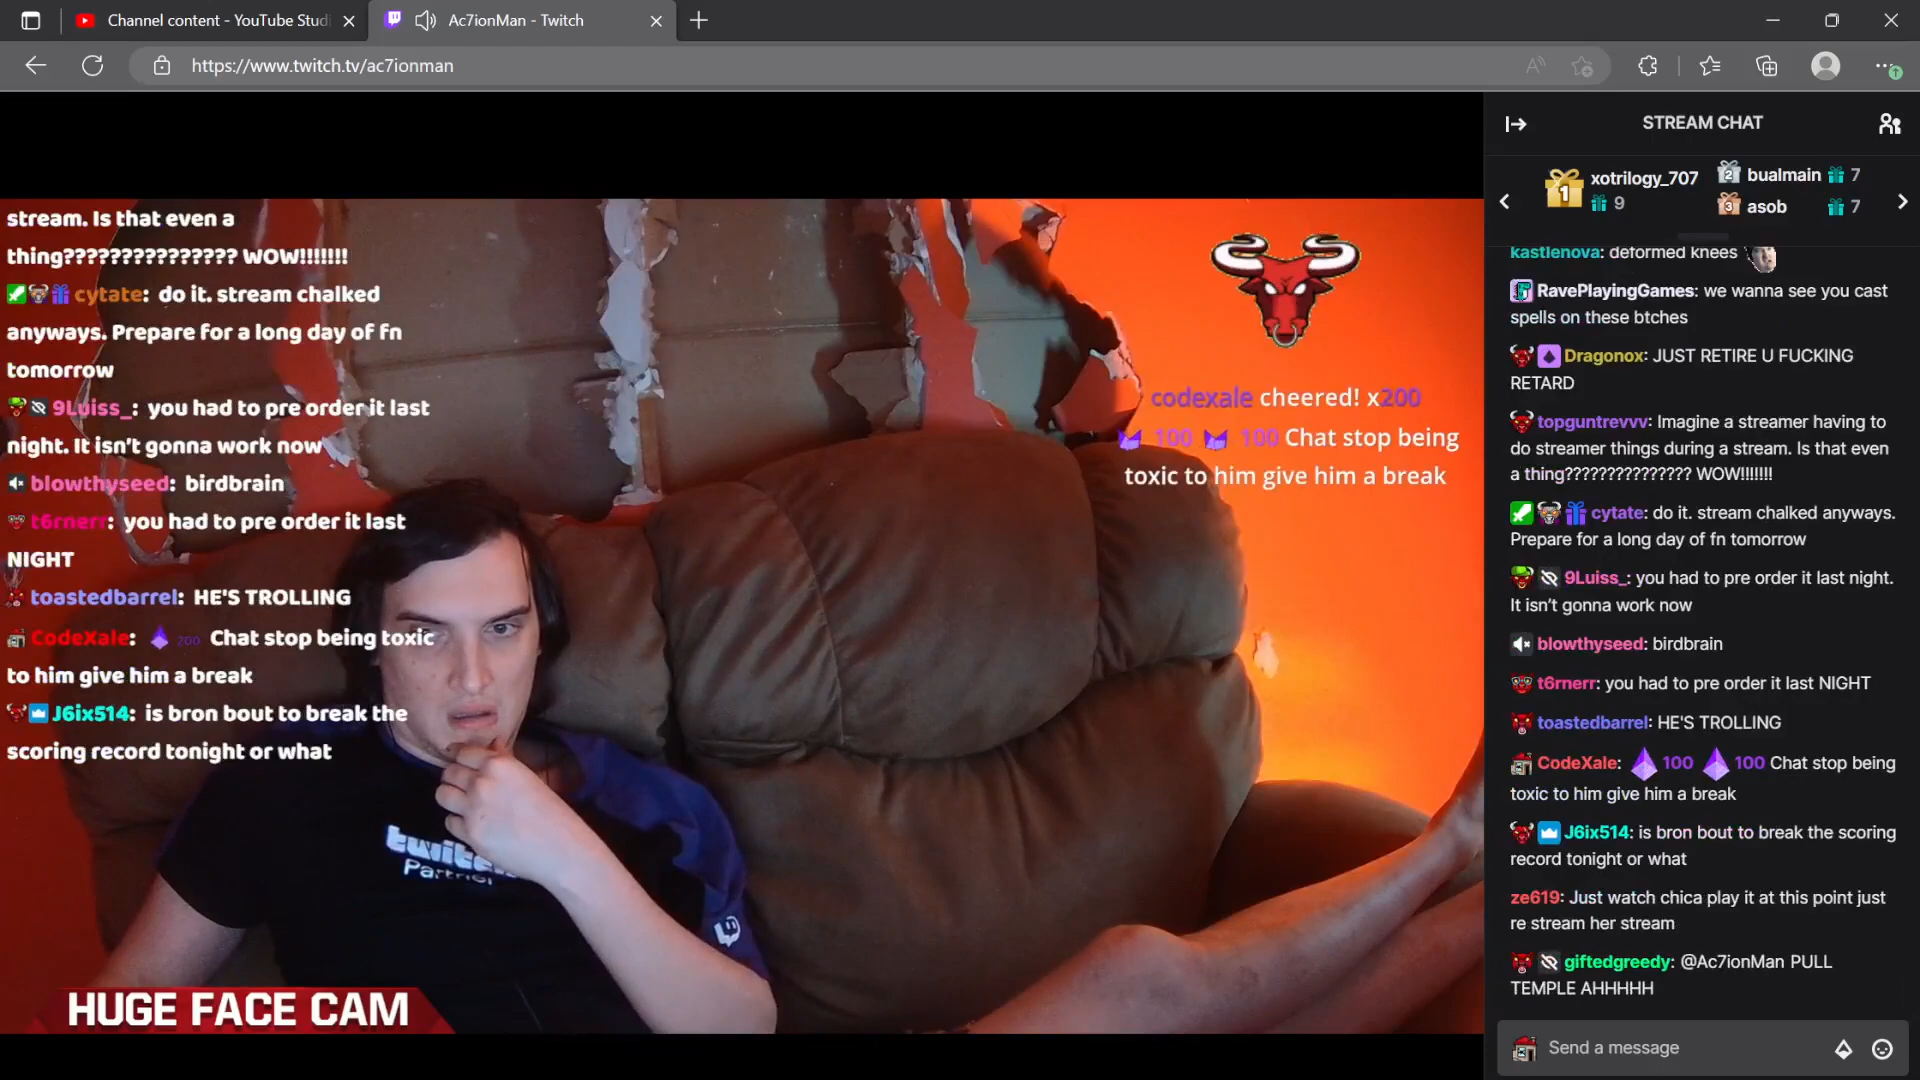 Channel content - YouTube Studi
Ac7ionMan - Twitch
https://www.twitch.tv/ac7ionman
stream. Is that even a
thing??????????????? WOW!!!!!!!
cytate: do it. stream chalked
anyways. Prepare for a long day of fn
tomorrow
9Luiss_: you had to pre order it last
night. It isn't gonna work now
blowthyseed: birdbrain
t6rnerr: you had to pre order it last
NIGHT
toastedbarrel: HE'S TROLLING
CodeXale: 200 Chat stop being toxic
to him give him a break
J6ix514: is bron bout to break the
scoring record tonight or what
codexale cheered! x200
100 100 Chat stop being
toxic to him give him a break
twitch
Partner
HUGE FACE CAM
STREAM CHAT
1 xotrilogy_707
9
2 bualmain 7
3 asob 7
kastlenova: deformed knees
RavePlayingGames: we wanna see you cast
spells on these btches
Dragonox: JUST RETIRE U FUCKING
RETARD
topguntrevvv: Imagine a streamer having to
do streamer things during a stream. Is that even
a thing??????????????? WOW!!!!!!!
cytate: do it. stream chalked anyways.
Prepare for a long day of fn tomorrow
9Luiss_: you had to pre order it last night.
It isn't gonna work now
blowthyseed: birdbrain
t6rnerr: you had to pre order it last NIGHT
toastedbarrel: HE'S TROLLING
CodeXale: 100 100 Chat stop being
toxic to him give him a break
J6ix514: is bron bout to break the scoring
record tonight or what
ze619: Just watch chica play it at this point just
re stream her stream
giftedgreedy: @Ac7ionMan PULL
TEMPLE AHHHHH
Send a message